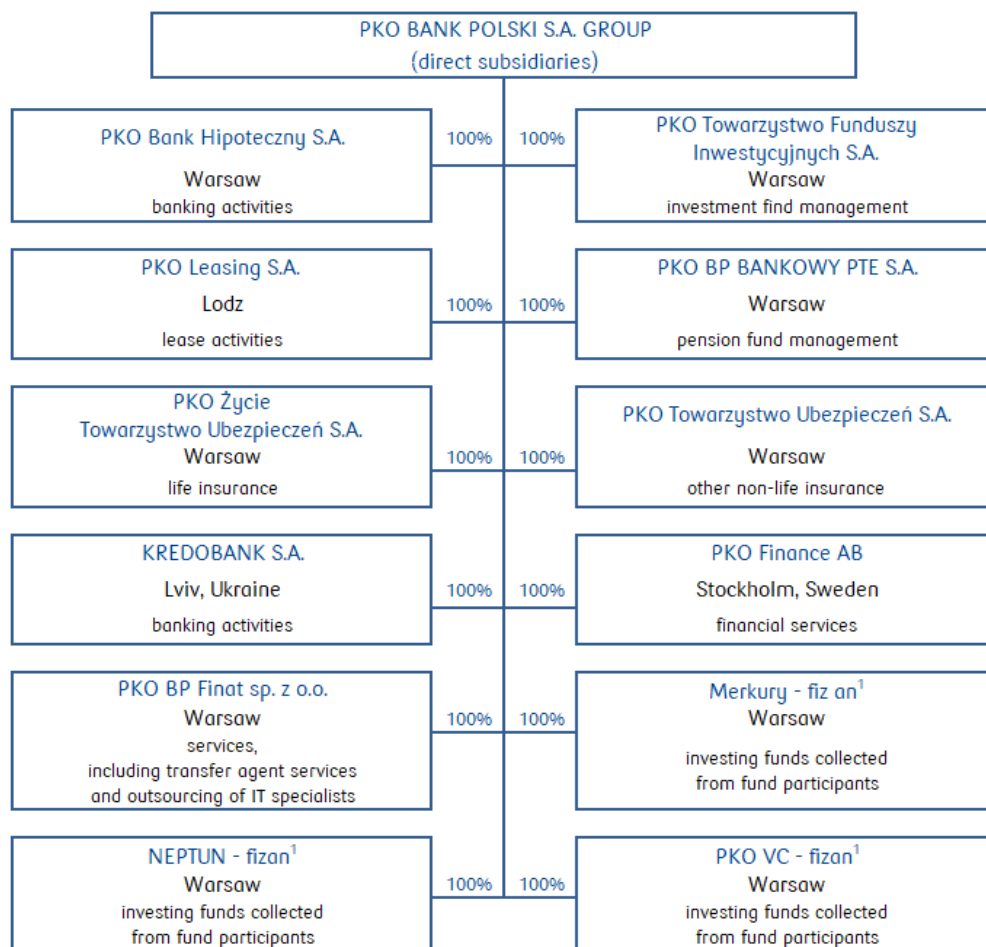 PKO BANK POLSKI S.A. GROUP
(direct subsidiaries)
PKO Bank Hipoteczny S.A.
Warsaw
banking activities
100%
100%
PKO Towarzystwo Funduszy
Inwestycyjnych S.A.
Warsaw
investment find management
PKO Leasing S.A.
Lodz
lease activities
100%
100%
PKO BP BANKOWY PTE S.A.
Warsaw
pension fund management
PKO Życie
Towarzystwo Ubezpieczeń S.A.
Warsaw
life insurance
100%
100%
PKO Towarzystwo Ubezpieczeń S.A.
Warsaw
other non-life insurance
KREDOBANK S.A.
Lviv, Ukraine
banking activities
100%
100%
PKO Finance AB
Stockholm, Sweden
financial services
PKO BP Finat sp. z o.o.
Warsaw
services,
including transfer agent services
and outsourcing of IT specialists
100%
100%
Merkury - fiz an¹
Warsaw
investing funds collected
from fund participants
NEPTUN - fizan¹
Warsaw
investing funds collected
from fund participants
100%
100%
PKO VC - fizan¹
Warsaw
investing funds collected
from fund participants